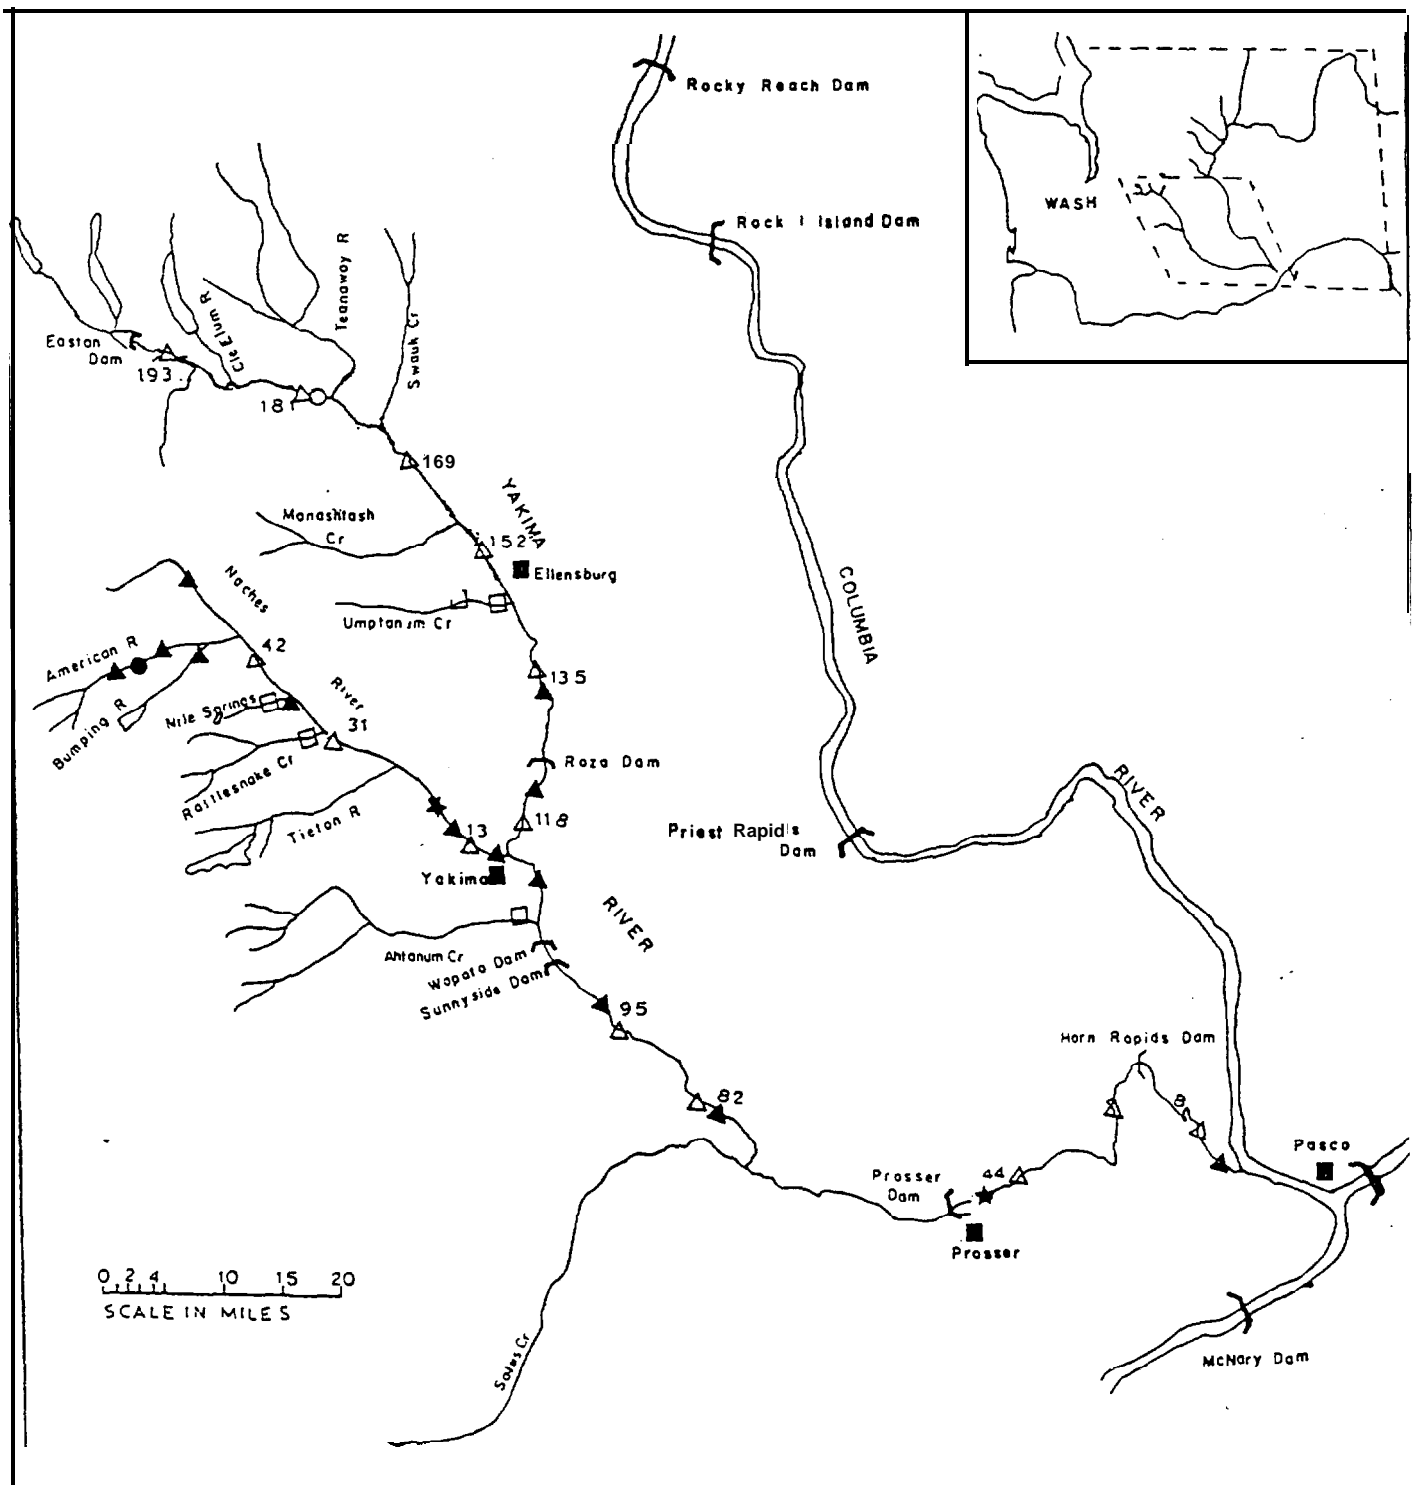 Rocky Reach Dam
Rock I Island Dam
WASH
Teanaway R
Cle Elum R
Swauk Cr
Easton
Dam
193
181
169
Manashtash
Cr
YAKIMA
152
Ellensburg
Umptanum Cr
Naches
COLUMBIA
American R
42
135
River
Nile Springs
Bumping R
31
Roza Dam
Rattlesnake Cr
RIVER
Tieton R
13
118
Priest Rapids
Dam
Yakima
RIVER
Ahtanum Cr
Wapato Dam
Sunnyside Dam
95
Horn Rapids Dam
82
8
Pasco
Prosser
Dam
44
Prosser
0 2 4 10 15 20
SCALE IN MILES
Satus Cr
McNary Dam